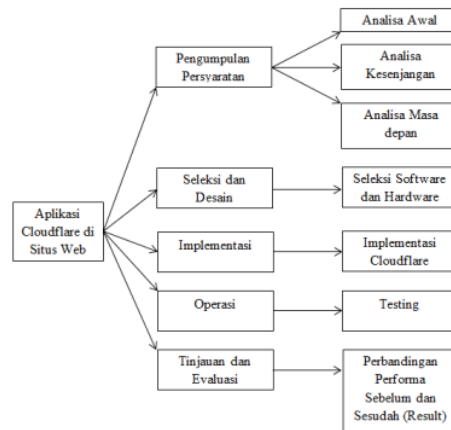 Analisa Awal
Pengumpulan
Persyaratan
Analisa
Kesenjangan
Analisa Masa
depan
Seleksi dan
Desain
Seleksi Software
dan Hardware
Aplikasi
Cloudflare di
Situs Web
Implementasi
Implementasi
Cloudflare
Operasi
Testing
Tinjauan dan
Evaluasi
Perbandingan
Performa
Sebelum dan
Sesudah (Result)